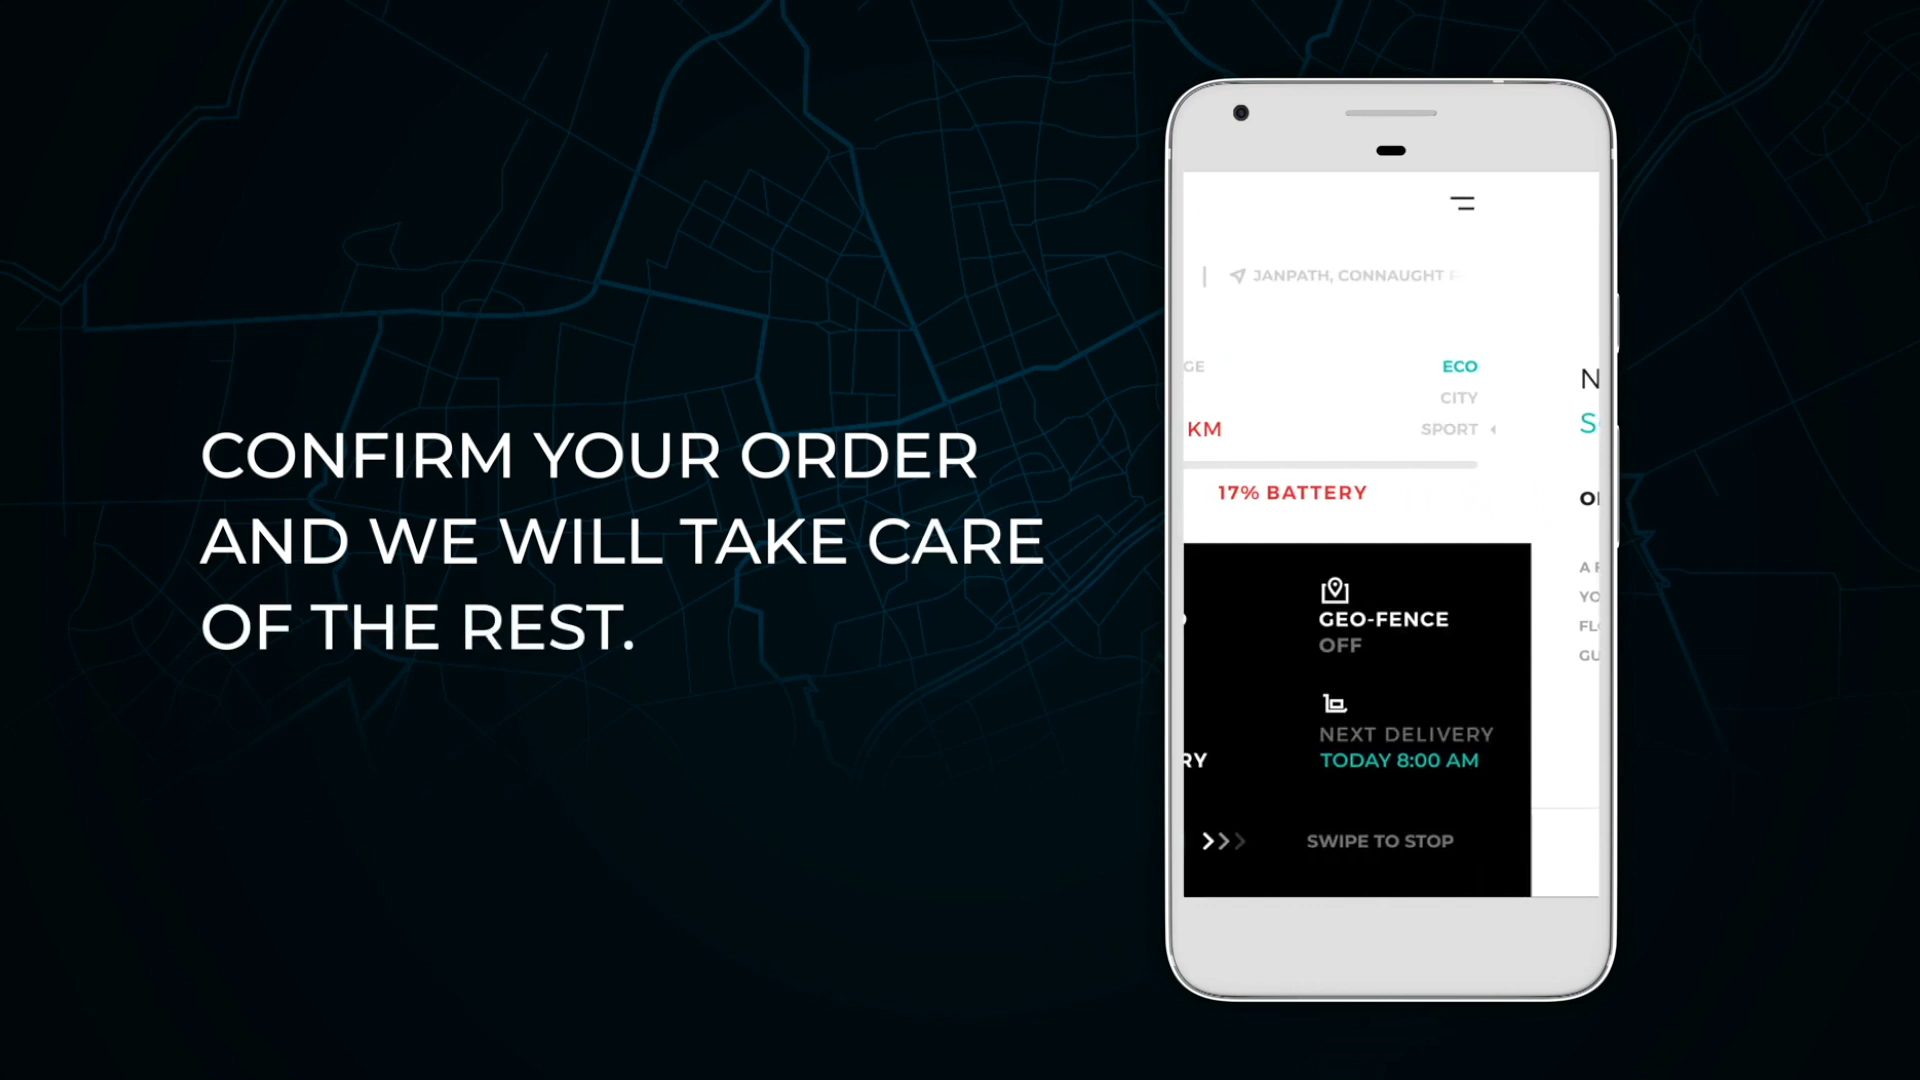 CONFIRM YOUR ORDER
AND WE WILL TAKE CARE
OF THE REST.
JANPATH, CONNAUGHT
ECO
CITY
KM
SPORT
17% BATTERY
GEO-FENCE
OFF
NEXT DELIVERY
TODAY 8:00 AM
SWIPE TO STOP